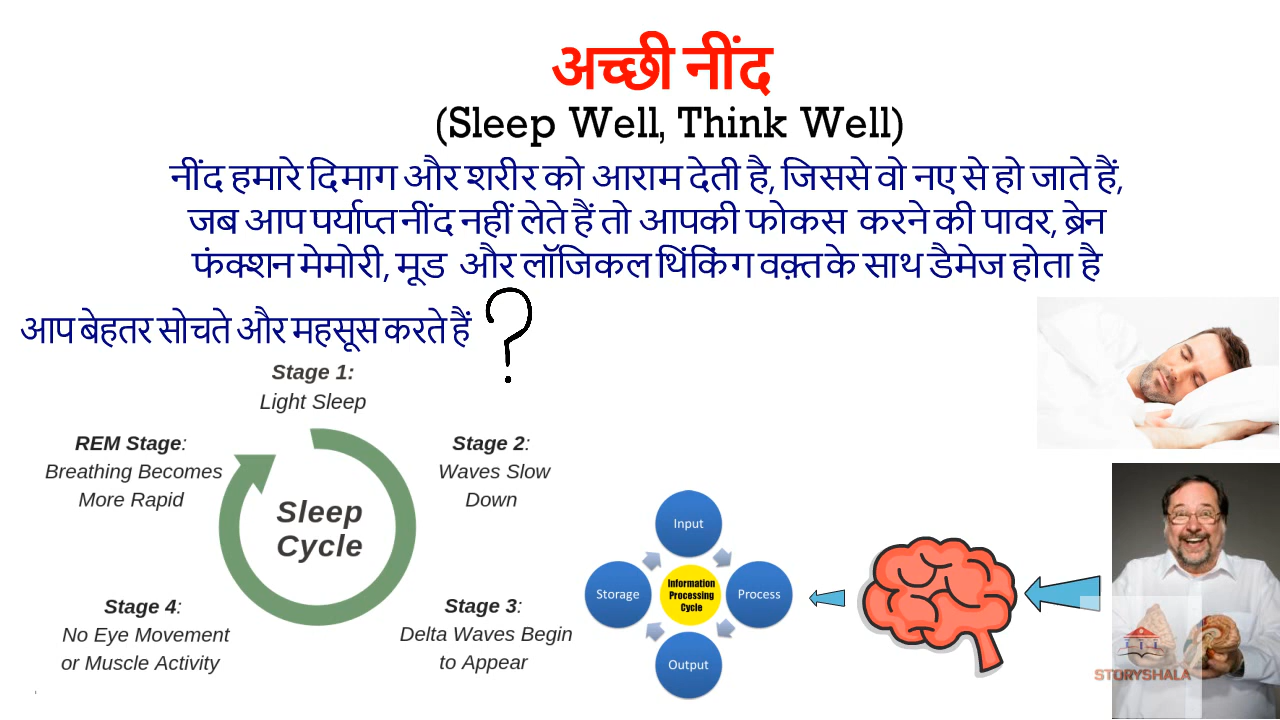 अच्छी नींद
(Sleep Well, Think Well)
नींद हमारे दिमाग और शरीर को आराम देती है, जिससे वो नए से हो जाते हैं,
जब आप पर्याप्त नींद नहीं लेते हैं तो आपकी फोकस करने की पावर, ब्रेन
फंक्शन मेमोरी, मूड और लॉजिकल थिंकिंग वक़्त के साथ डैमेज होता है
आप बेहतर सोचते और महसूस करते हैं ?
Stage 1:
Light Sleep
REM Stage:
Breathing Becomes
More Rapid
Stage 2:
Waves Slow
Down
Sleep
Cycle
Stage 4:
No Eye Movement
or Muscle Activity
Stage 3:
Delta Waves Begin
to Appear
Input
Storage
Information
Processing
Cycle
Process
Output
STORYSHALA